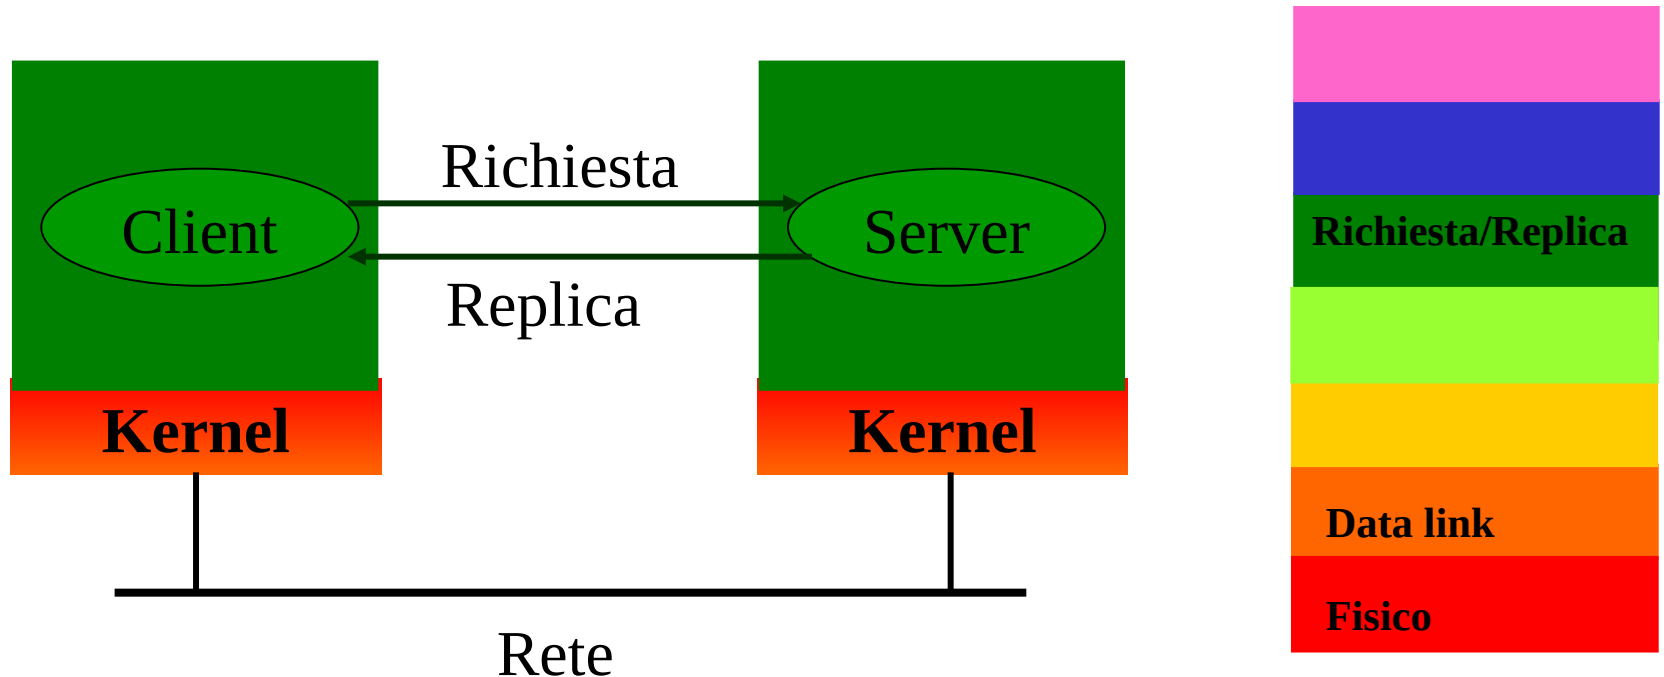 Richiesta
Client
Server
Replica
Kernel
Kernel
Rete
Richiesta/Replica
Data link
Fisico